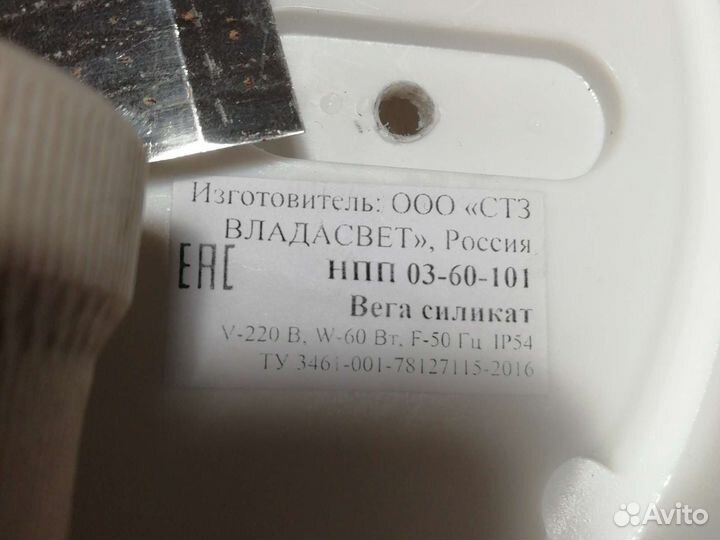 Изготовитель: ООО «СТЗ
ВЛАДАСВЕТ», Россия
ЕАС НПП 03-60-101
Вега силикат
V-220 В, W-60 Вт, F-50 Гц IP54
ТУ 3461-001-78127115-2016
Avito